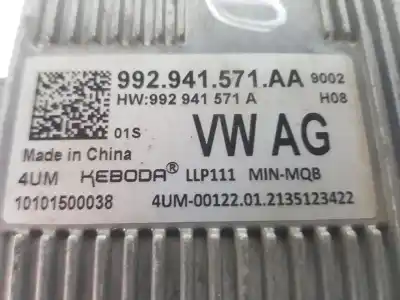 992.941.571.AA 9002
HW:992 941 571 A H08
01S VW AG
Made in China
4UM KEBODA® LLP111 MIN-MQB
10101500038 4UM-00122.01.2135123422